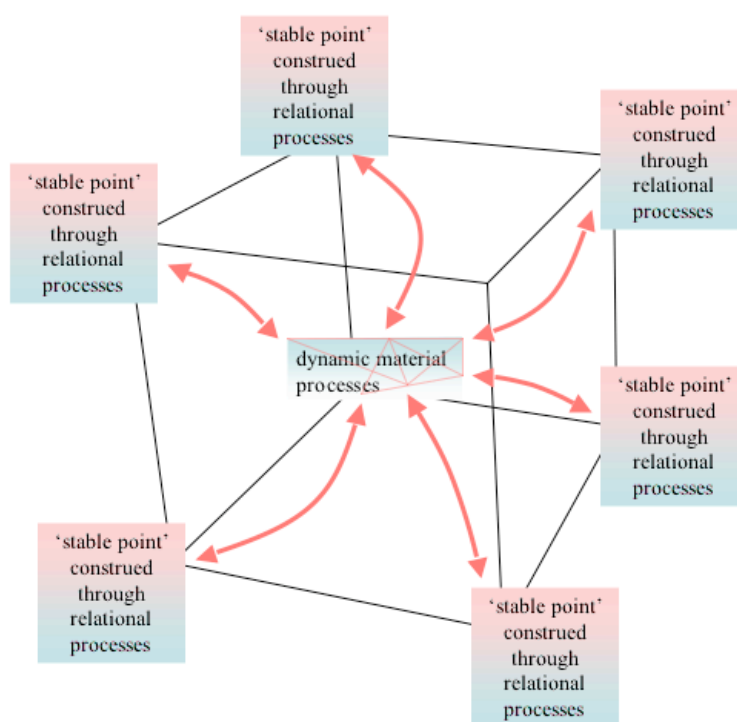 ‘stable point’
construed
through
relational
processes
‘stable point’
construed
through
relational
processes
‘stable point’
construed
through
relational
processes
dynamic material
processes
‘stable point’
construed
through
relational
processes
‘stable point’
construed
through
relational
processes
‘stable point’
construed
through
relational
processes